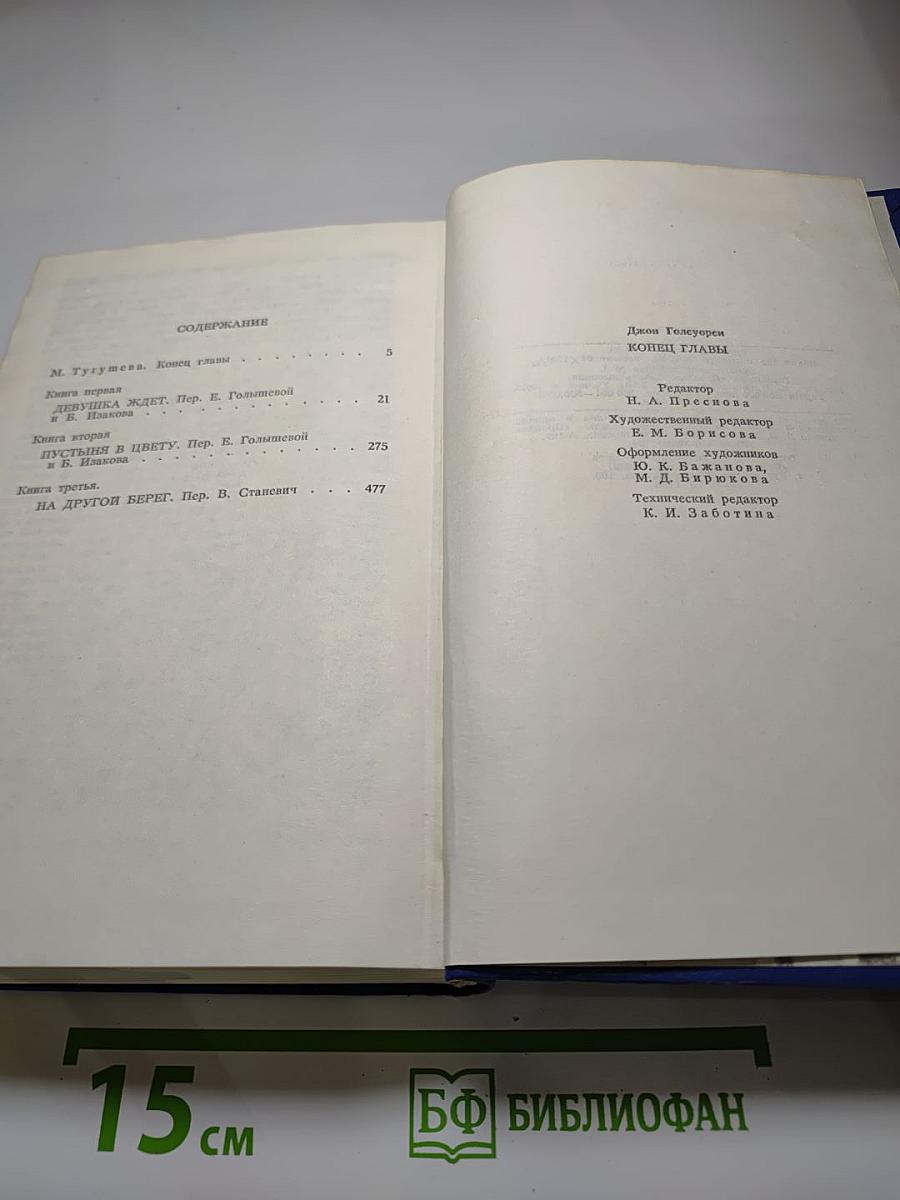 СОДЕРЖАНИЕ
М. Тугушева. Конец главы . . . . . . . . 5
Книга первая
ДЕВУШКА ЖДЕТ. Пер. Е. Голышевой
и Б. Изакова . . . . . . . . . . . . 21
Книга вторая
ПУСТЫНЯ В ЦВЕТУ. Пер. Е. Голышевой
и Б. Изакова . . . . . . . . . . . . 275
Книга третья.
НА ДРУГОЙ БЕРЕГ. Пер. В. Станевич . . . 477
Джон Голсуорси
КОНЕЦ ГЛАВЫ
Редактор
Н. А. Преснова
Художественный редактор
Е. М. Борисова
Оформление художников
Ю. К. Бажанова,
М. Д. Бирюкова
Технический редактор
К. И. Заботина
15 см
БФ БИБЛИОФАН